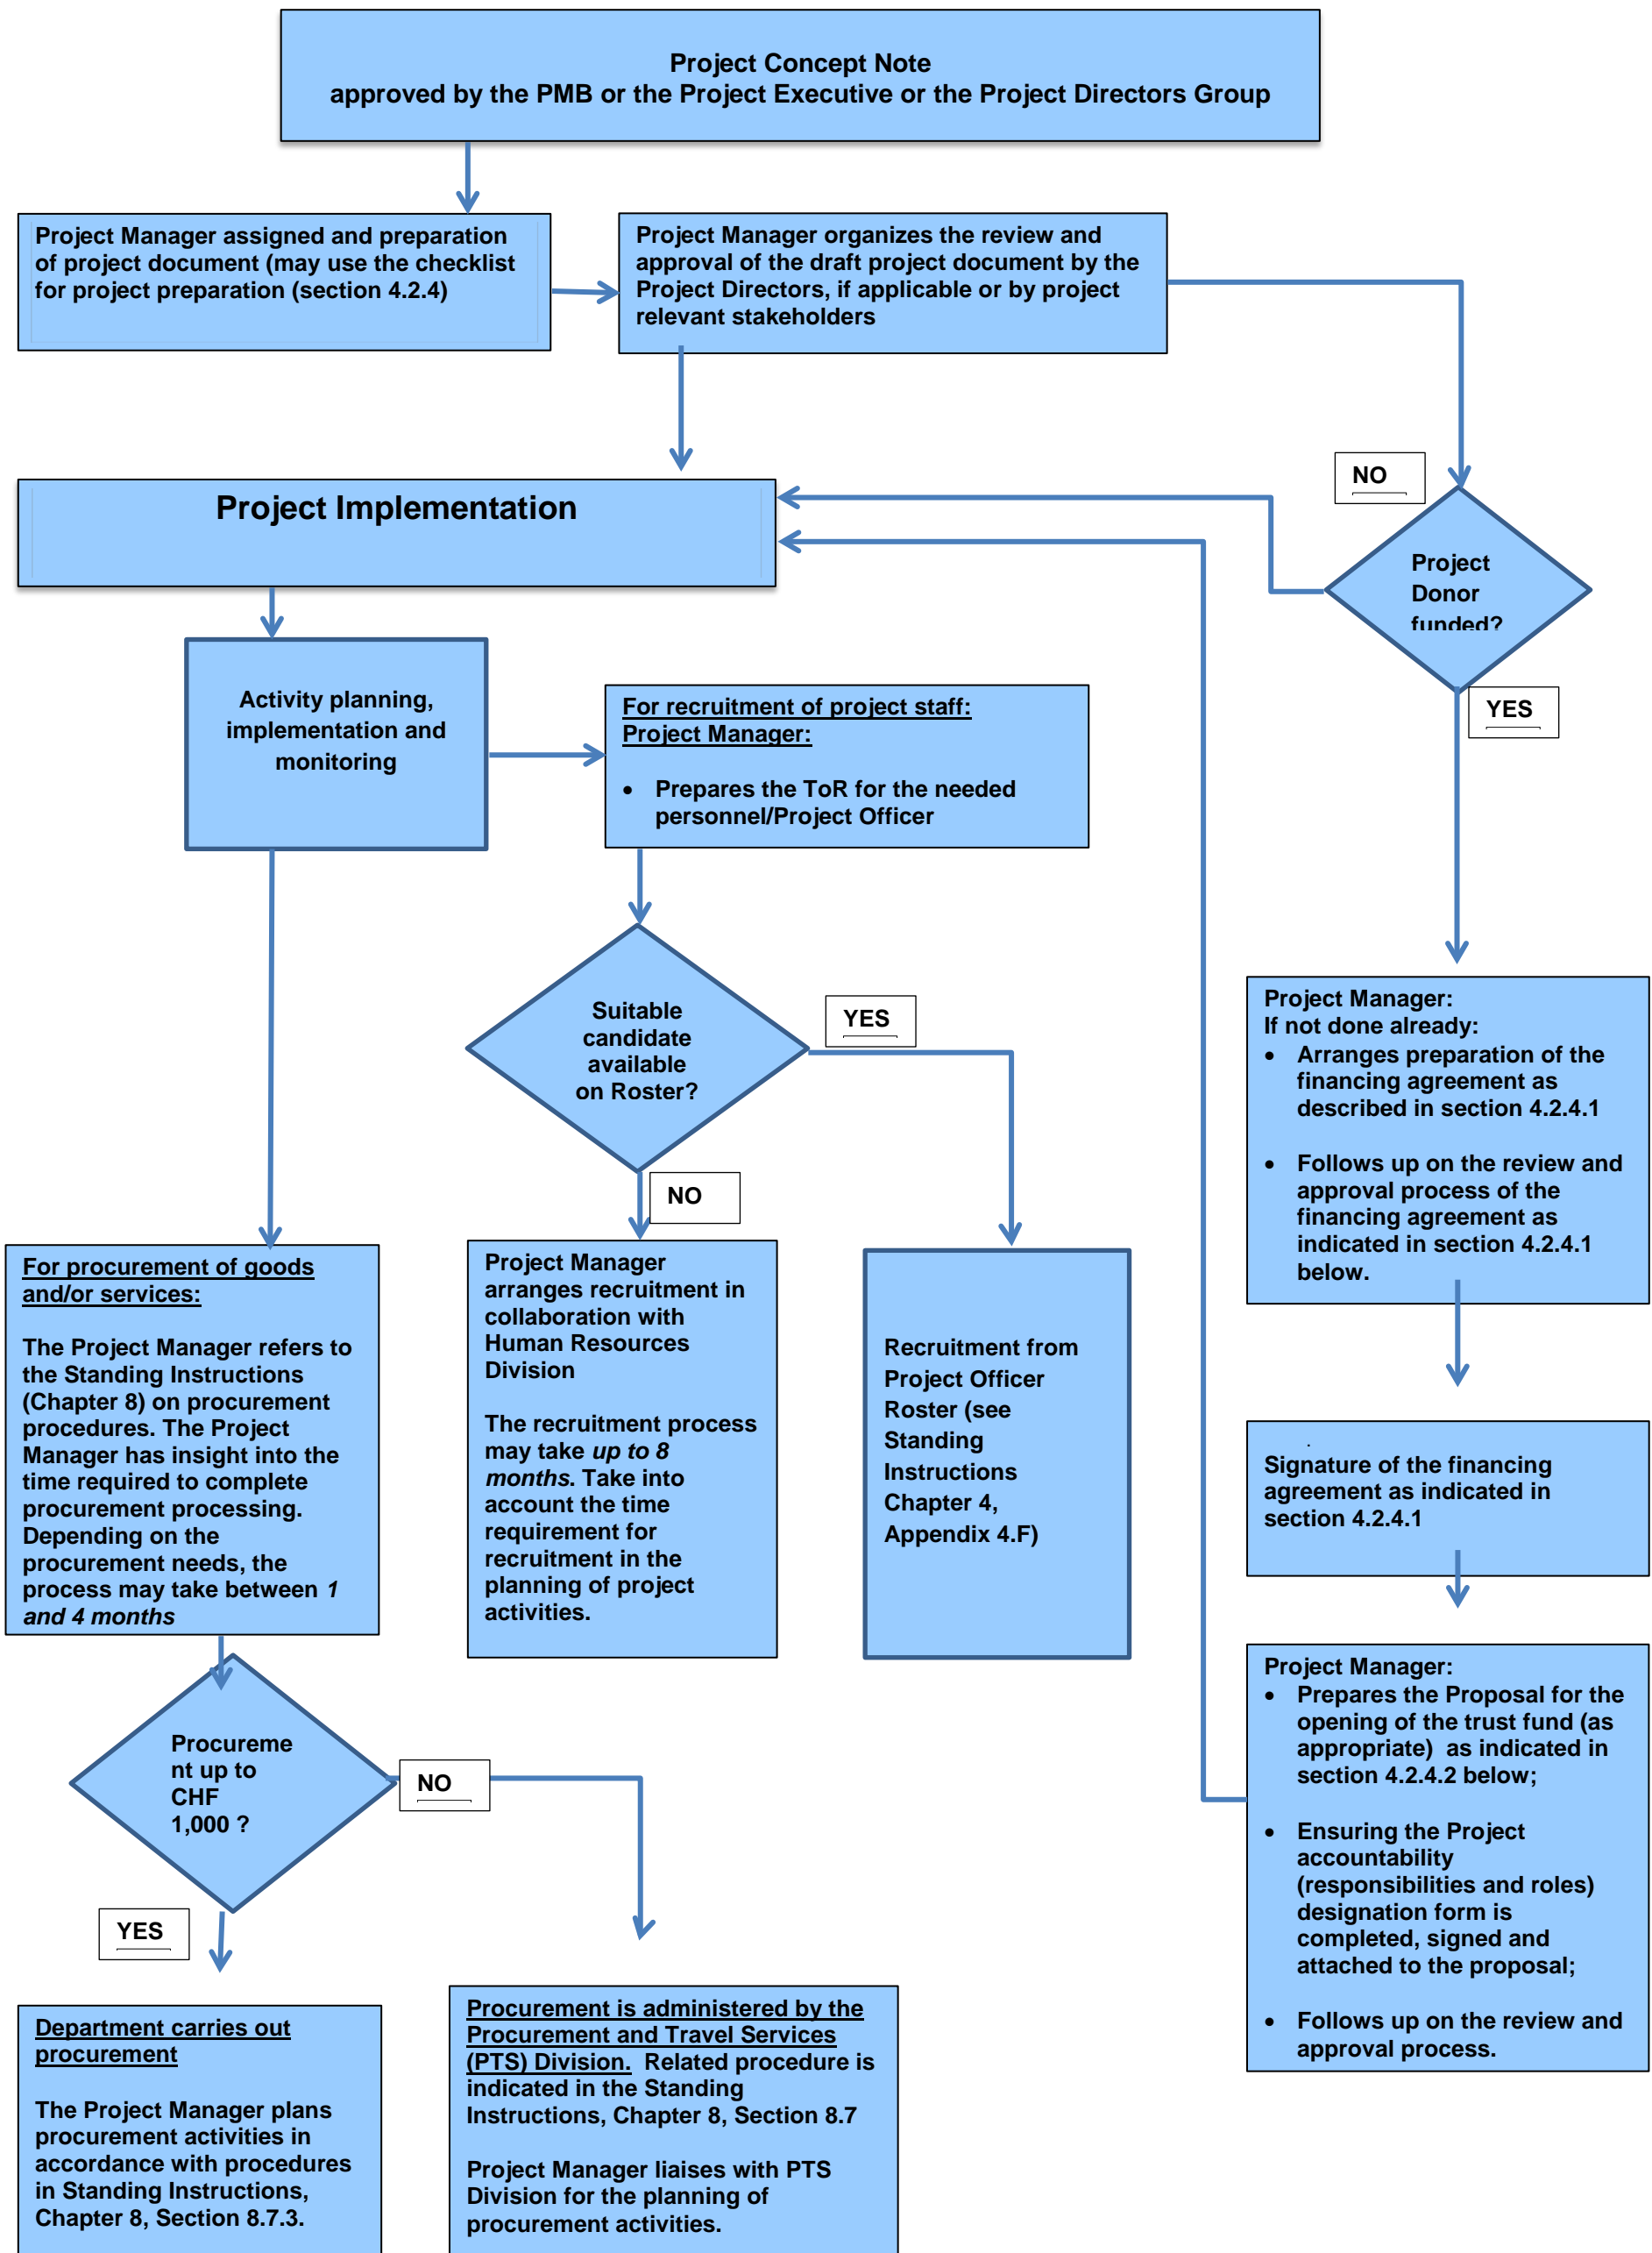 Project Concept Note
approved by the PMB or the Project Executive or the Project Directors Group
Project Manager assigned and preparation
of project document (may use the checklist
for project preparation (section 4.2.4)
Project Manager organizes the review and
approval of the draft project document by the
Project Directors, if applicable or by project
relevant stakeholders
NO
Project Implementation
Project
Donor
funded?
YES
Activity planning,
implementation and
monitoring
For recruitment of project staff:
Project Manager:
• Prepares the ToR for the needed
personnel/Project Officer
Suitable
candidate
available
on Roster?
YES
NO
Project Manager:
If not done already:
• Arranges preparation of the
financing agreement as
described in section 4.2.4.1
• Follows up on the review and
approval process of the
financing agreement as
indicated in section 4.2.4.1
below.
For procurement of goods
and/or services:
The Project Manager refers to
the Standing Instructions
(Chapter 8) on procurement
procedures. The Project
Manager has insight into the
time required to complete
procurement processing.
Depending on the
procurement needs, the
process may take between 1
and 4 months
Project Manager
arranges recruitment in
collaboration with
Human Resources
Division
The recruitment process
may take up to 8
months. Take into
account the time
requirement for
recruitment in the
planning of project
activities.
Recruitment from
Project Officer
Roster (see
Standing
Instructions
Chapter 4,
Appendix 4.F)
.
Signature of the financing
agreement as indicated in
section 4.2.4.1
Project Manager:
• Prepares the Proposal for the
opening of the trust fund (as
appropriate) as indicated in
section 4.2.4.2 below;
• Ensuring the Project
accountability
(responsibilities and roles)
designation form is
completed, signed and
attached to the proposal;
• Follows up on the review and
approval process.
Procureme
nt up to
CHF
1,000 ?
NO
YES
Department carries out
procurement
The Project Manager plans
procurement activities in
accordance with procedures
in Standing Instructions,
Chapter 8, Section 8.7.3.
Procurement is administered by the
Procurement and Travel Services
(PTS) Division. Related procedure is
indicated in the Standing
Instructions, Chapter 8, Section 8.7
Project Manager liaises with PTS
Division for the planning of
procurement activities.